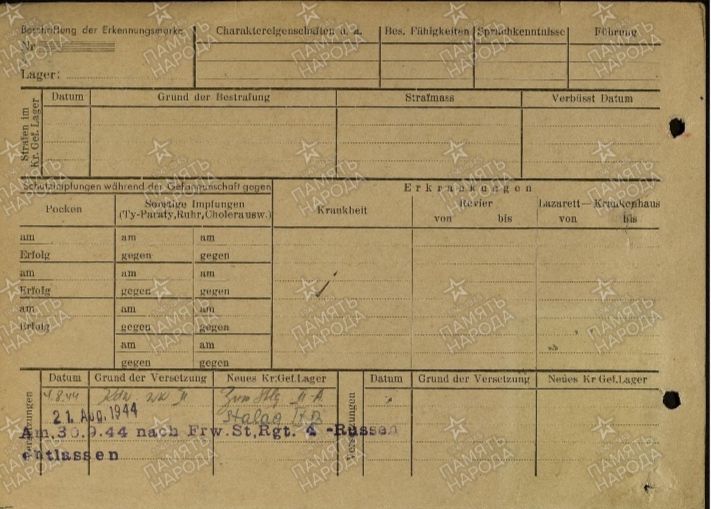 Beschriftung der Erkennungsmarke Charaktereigenschaften u. a. Bes. Fähigkeiten Sprachkenntnisse Führung
Nr.
Lager:
Strafen im Kr. Gef. Lager
Datum Grund der Bestrafung Strafmass Verbüsst Datum
Schutzimpfungen während der Gefangenschaft gegen Erkrankungen
Pocken Sonstige Impfungen Krankheit Revier Lazarett—Krankenhaus
(Ty-Paraty, Ruhr, Cholera usw.) von bis von bis
am am am
Erfolg gegen gegen
am am am
Erfolg gegen gegen
am am am
Erfolg gegen gegen
am am
gegen gegen
Versetzungen
Datum Grund der Versetzung Neues Kr.Gef.Lager Versetzungen Datum Grund der Versetzung Neues Kr Gef.Lager
21. Aug. 1944 Stalag
Am 30.9.44 nach Frw.St.Rgt. 4 -Russen
entlassen
ПАМЯТЬ НАРОДА